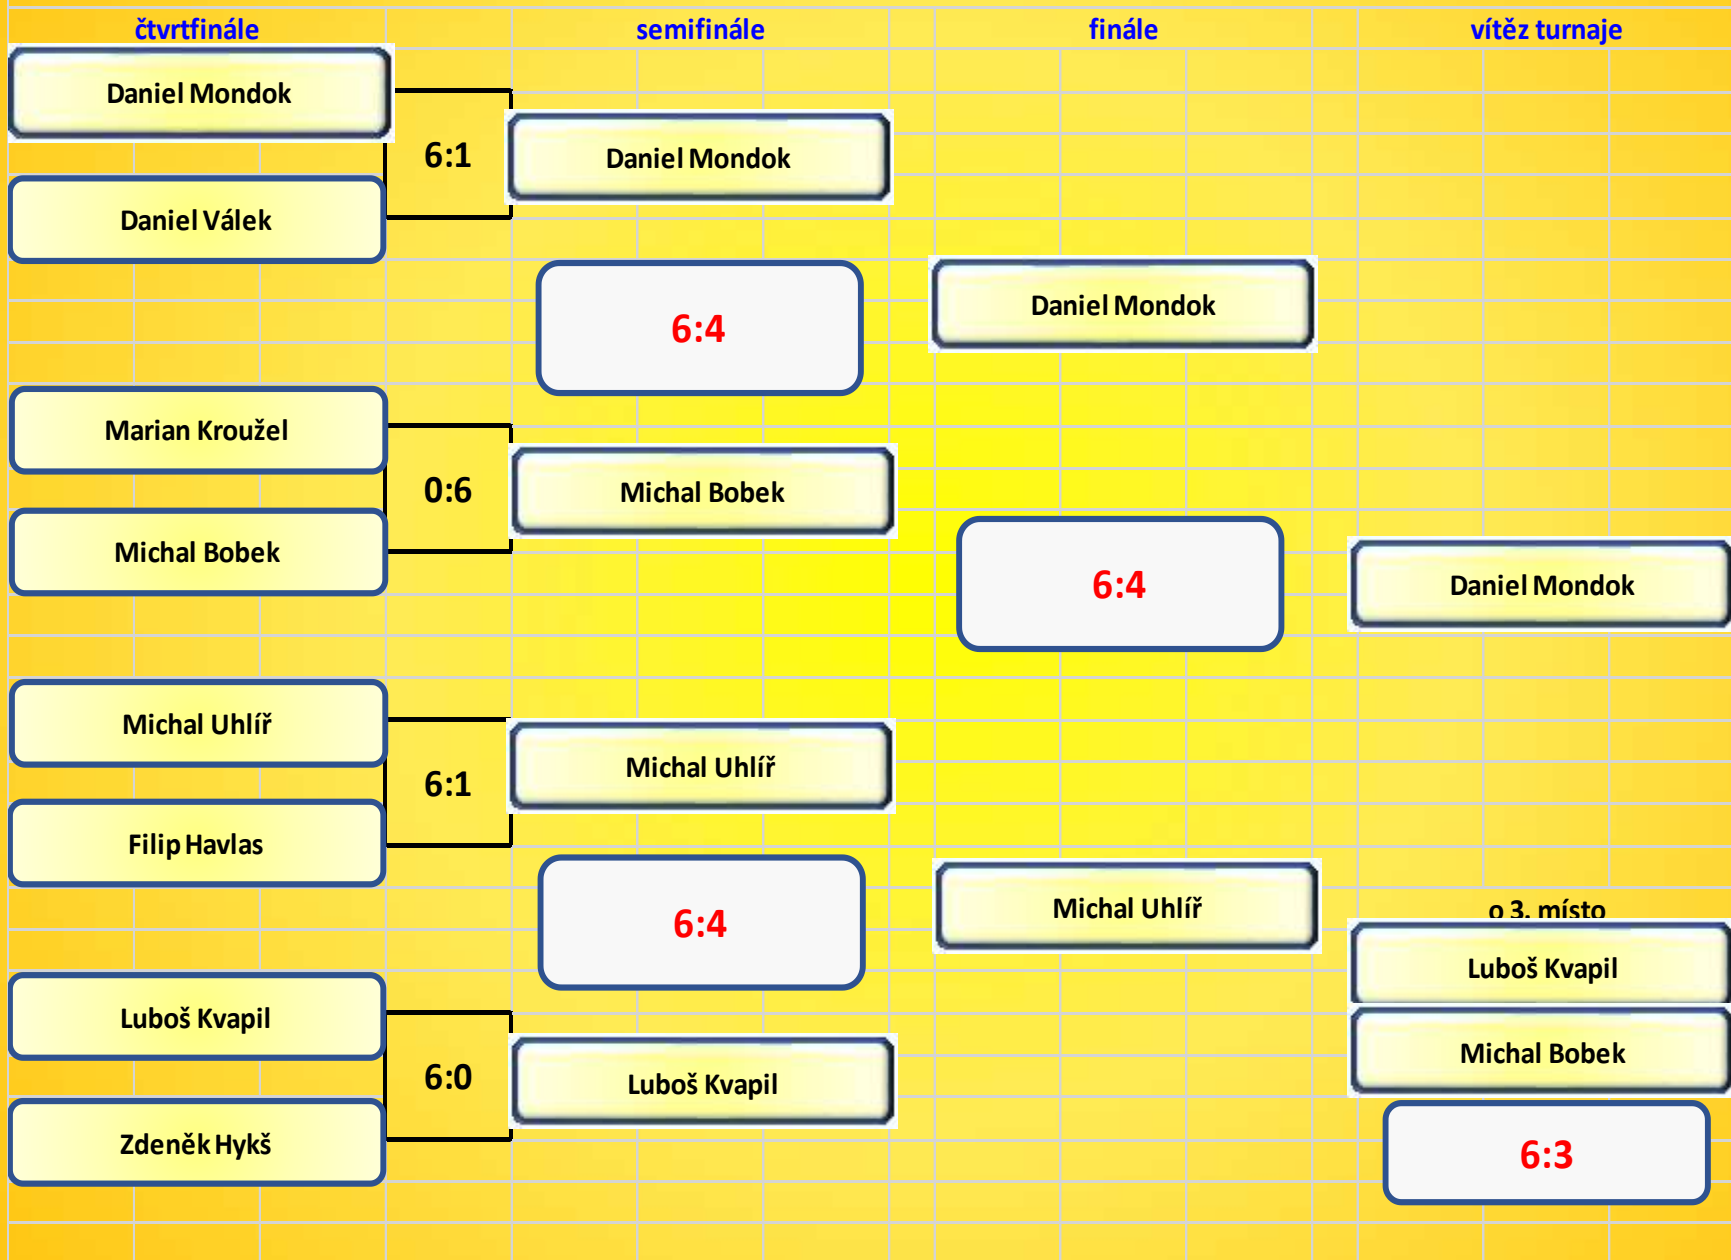 čtvrtfinále semifinále finále vítěz turnaje
Daniel Mondok
6:1
Daniel Mondok
Daniel Válek
6:4
Daniel Mondok
Marian Kroužel
0:6
Michal Bobek
Michal Bobek
6:4
Daniel Mondok
Michal Uhlíř
6:1
Michal Uhlíř
Filip Havlas
6:4
Michal Uhlíř
o 3. místo
Luboš Kvapil
Luboš Kvapil
Michal Bobek
6:0
Luboš Kvapil
Zdeněk Hykš
6:3